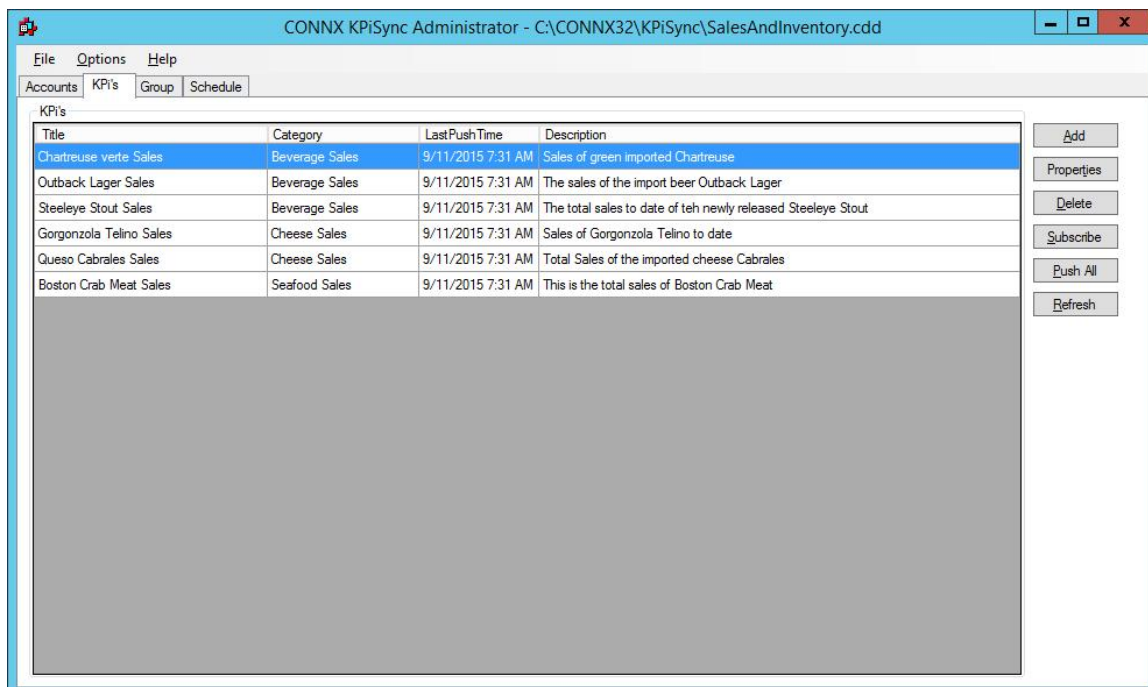 CONNX KPiSync Administrator - C:\CONNX32\KPiSync\SalesAndInventory.cdd
File Options Help
Accounts KPi's Group Schedule
KPi's
Title Category LastPushTime Description
Chartreuse verte Sales Beverage Sales 9/11/2015 7:31 AM Sales of green imported Chartreuse
Outback Lager Sales Beverage Sales 9/11/2015 7:31 AM The sales of the import beer Outback Lager
Steeleye Stout Sales Beverage Sales 9/11/2015 7:31 AM The total sales to date of teh newly released Steeleye Stout
Gorgonzola Telino Sales Cheese Sales 9/11/2015 7:31 AM Sales of Gorgonzola Telino to date
Queso Cabrales Sales Cheese Sales 9/11/2015 7:31 AM Total Sales of the imported cheese Cabrales
Boston Crab Meat Sales Seafood Sales 9/11/2015 7:31 AM This is the total sales of Boston Crab Meat
Add
Properties
Delete
Subscribe
Push All
Refresh